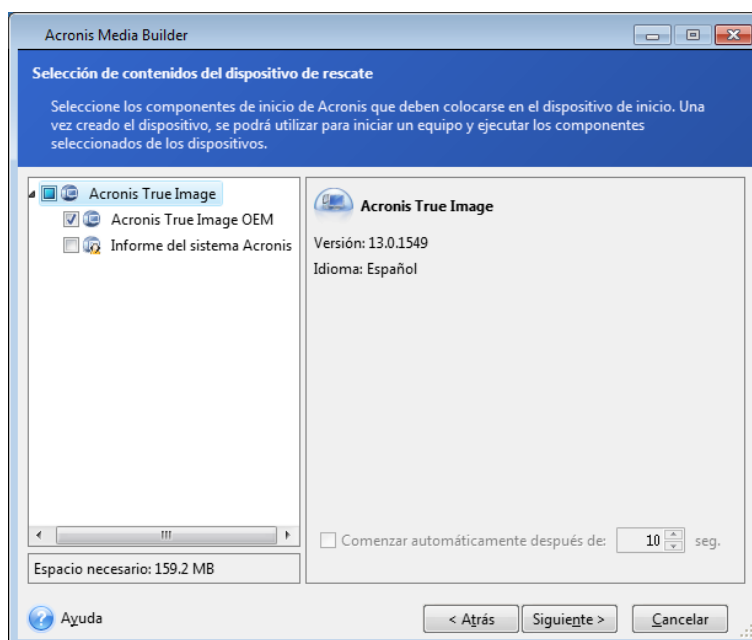 Acronis Media Builder
Selección de contenidos del dispositivo de rescate
Seleccione los componentes de inicio de Acronis que deben colocarse en el dispositivo de inicio. Una
vez creado el dispositivo, se podrá utilizar para iniciar un equipo y ejecutar los componentes
seleccionados de los dispositivos.
Acronis True Image
Acronis True Image OEM
Informe del sistema Acronis
Espacio necesario: 159.2 MB
Acronis True Image
Versión: 13.0.1549
Idioma: Español
Comenzar automáticamente después de: 10 seg.
Ayuda
< Atrás
Siguiente >
Cancelar